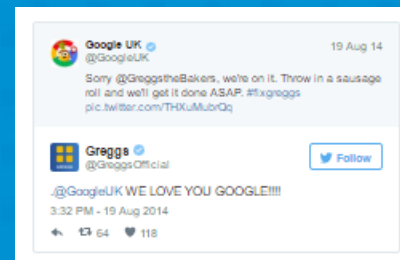 Google UK
19 Aug 14
@GoogleUK
Sorry @GreggstheBakers, we're on it. Throw in a sausage
roll and we'll get it done ASAP. #fixgreggs
pic.twitter.com/THXuMubrQq
Greggs
@GreggsOfficial
Follow
.@GoogleUK WE LOVE YOU GOOGLE!!!!
3:32 PM - 19 Aug 2014
64
118